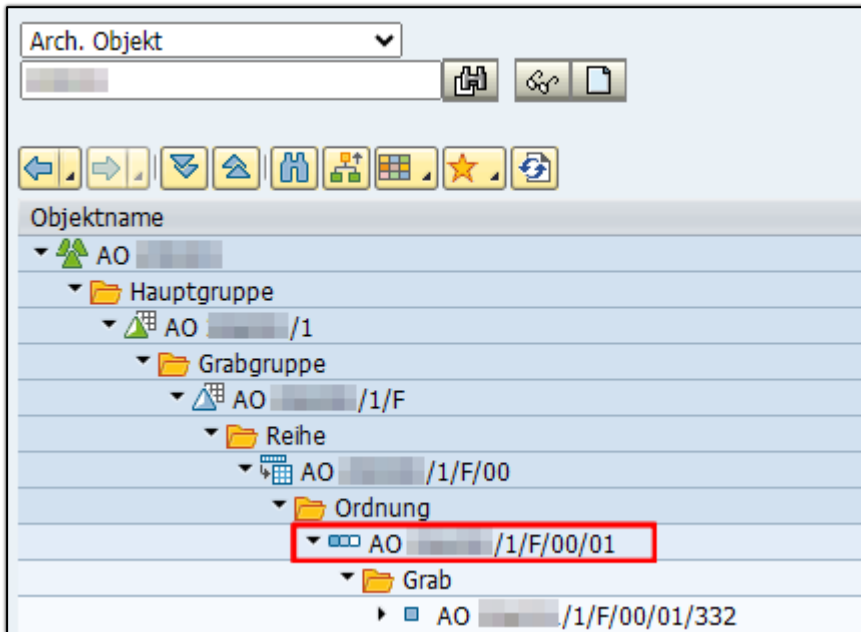 Arch. Objekt
Objektname
AO
Hauptgruppe
AO /1
Grabgruppe
AO /1/F
Reihe
AO /1/F/00
Ordnung
AO /1/F/00/01
Grab
AO /1/F/00/01/332